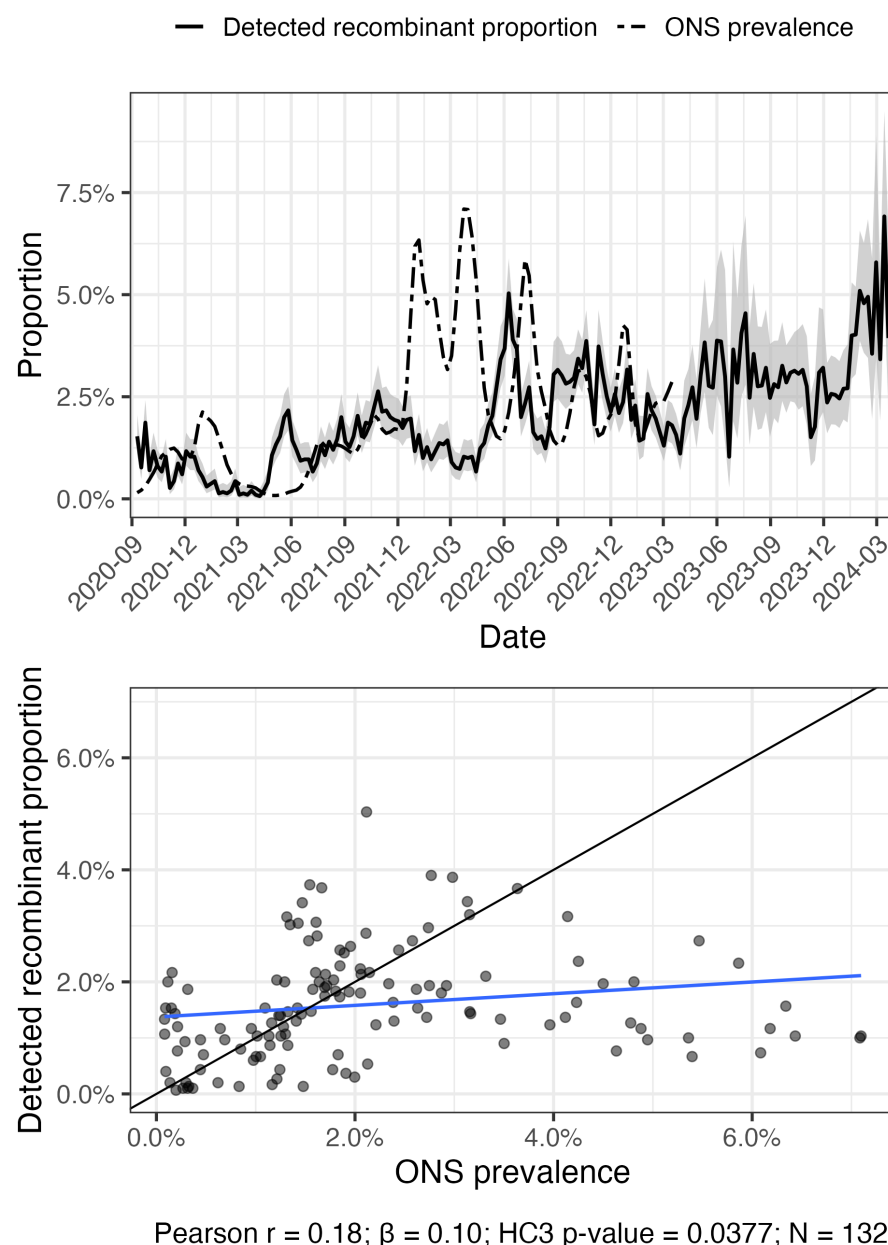 Detected recombinant proportion ONS prevalence
Proportion
7.5%
5.0%
2.5%
0.0%
2020-09 2020-12 2021-03 2021-06 2021-09 2021-12 2022-03 2022-06 2022-09 2022-12 2023-03 2023-06 2023-09 2023-12 2024-03
Date
Detected recombinant proportion
6.0%
4.0%
2.0%
0.0%
0.0% 2.0% 4.0% 6.0%
ONS prevalence
Pearson r = 0.18; β = 0.10; HC3 p-value = 0.0377; N = 132